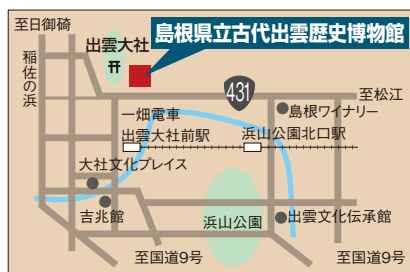 至日御碕
出雲大社
島根県立古代出雲歴史博物館
稲佐の浜
431
至松江
一畑電車
出雲大社前駅
島根ワイナリー
浜山公園北口駅
大社文化プレイス
吉兆館
浜山公園
出雲文化伝承館
至国道9号
至国道9号